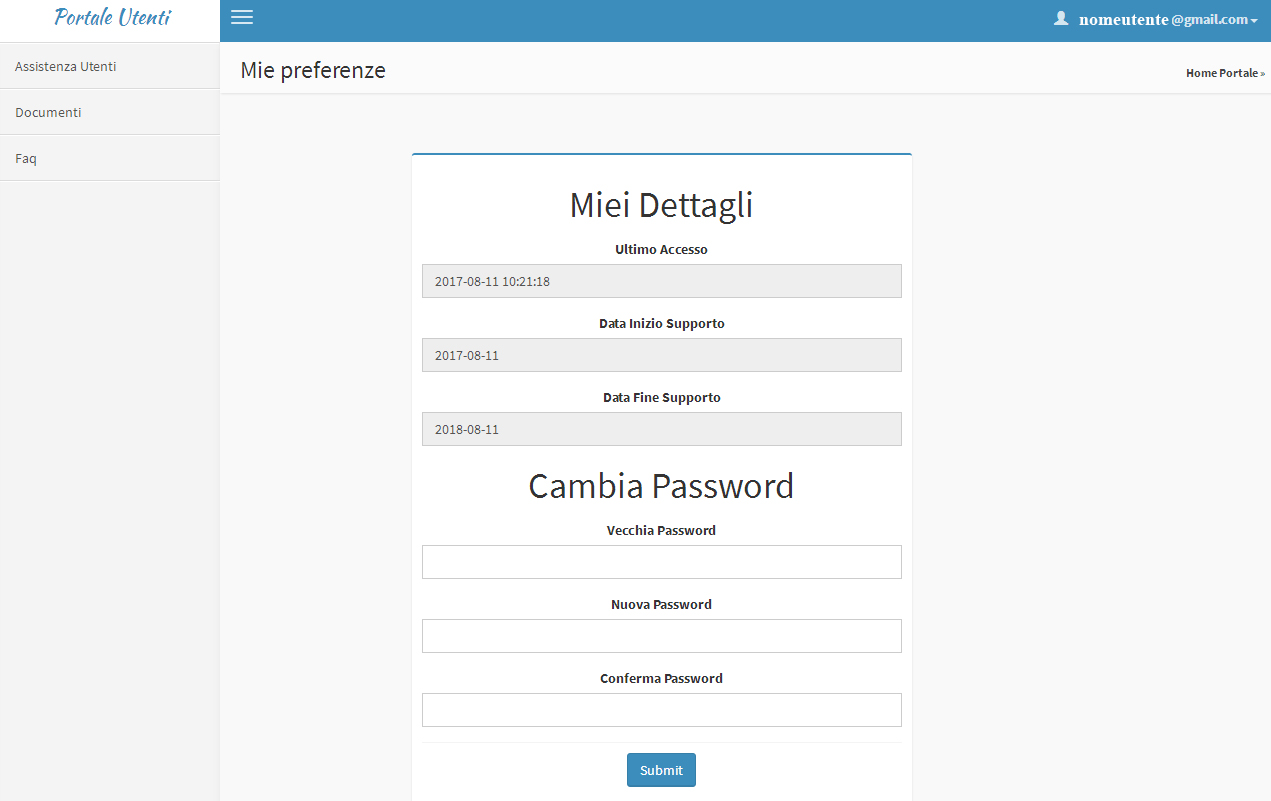 Portale Utenti
nomeutente@gmail.com
Assistenza Utenti
Documenti
Faq
Mie preferenze
Home Portale »
Miei Dettagli
Ultimo Accesso
2017-08-11 10:21:18
Data Inizio Supporto
2017-08-11
Data Fine Supporto
2018-08-11
Cambia Password
Vecchia Password
Nuova Password
Conferma Password
Submit